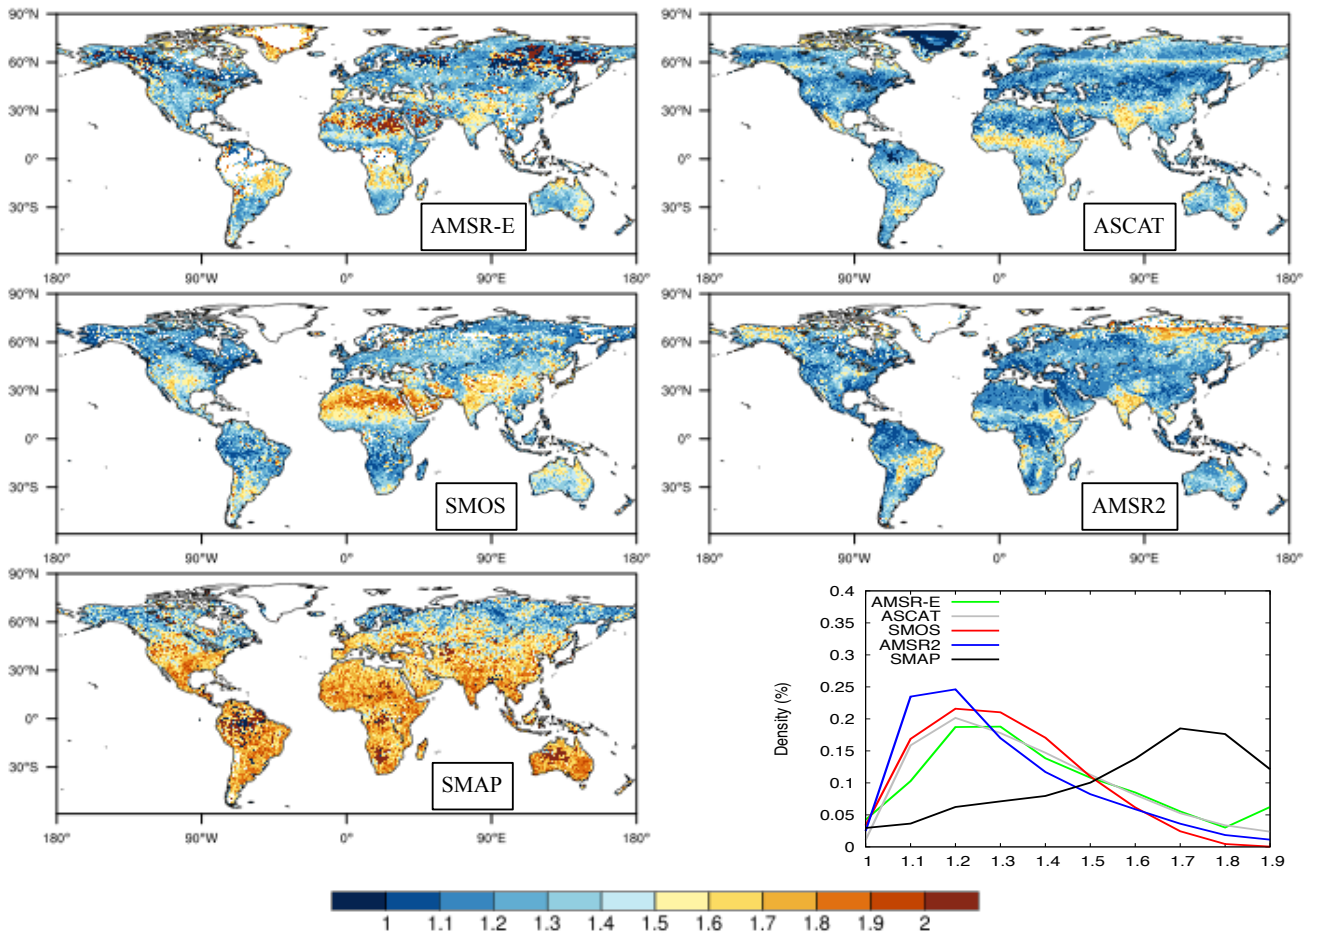 90°N
60°N
30°N
0°
30°S
AMSR-E
180°
90°W
0°
90°E
180°
90°N
60°N
30°N
0°
30°S
ASCAT
180°
90°W
0°
90°E
180°
90°N
60°N
30°N
0°
30°S
SMOS
180°
90°W
0°
90°E
180°
90°N
60°N
30°N
0°
30°S
AMSR2
180°
90°W
0°
90°E
180°
90°N
60°N
30°N
0°
30°S
SMAP
180°
90°W
0°
90°E
180°
Density (%)
0.4
0.35
0.3
0.25
0.2
0.15
0.1
0.05
0
AMSR-E
ASCAT
SMOS
AMSR2
SMAP
1 1.1 1.2 1.3 1.4 1.5 1.6 1.7 1.8 1.9
1 1.1 1.2 1.3 1.4 1.5 1.6 1.7 1.8 1.9 2